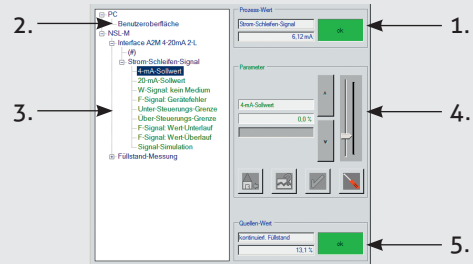 PC
Benutzeroberfläche
NSL-M
Interface A2M 4-20mA 2-L
(#)
Strom-Schleifen-Signal
4-mA-Sollwert
20-mA-Sollwert
W-Signal: kein Medium
F-Signal: Gerätefehler
Unter-Steuerungs-Grenze
Über-Steuerungs-Grenze
F-Signal: Wert-Unterlauf
F-Signal: Wert-Überlauf
Signal-Simulation
Füllstand-Messung
2.
3.
Prozess-Wert
Strom-Schleifen-Signal
6,12 mA
ok
1.
Parameter
4-mA-Sollwert
0,0 %
4.
Quellen-Wert
kontinuierl. Füllstand
13,1 %
ok
5.